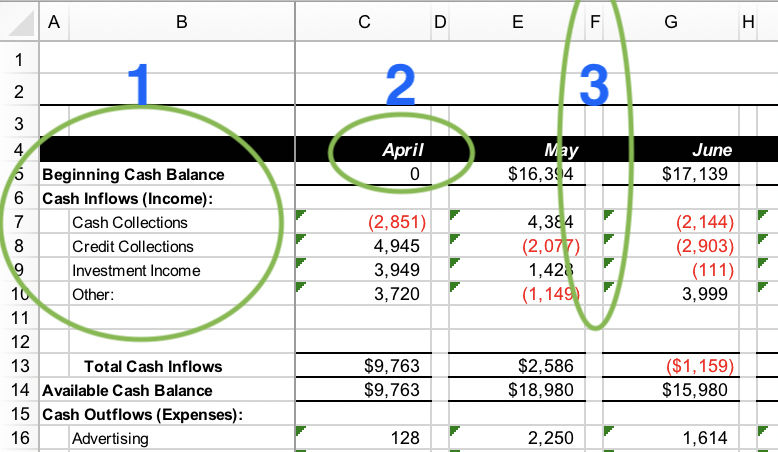 A B C D E F G H
1
2
1 2 3
3
4 April May June
5 Beginning Cash Balance 0 $16,394 $17,139
6 Cash Inflows (Income):
7 Cash Collections (2,851) 4,384 (2,144)
8 Credit Collections 4,945 (2,077) (2,903)
9 Investment Income 3,949 1,428 (111)
10 Other: 3,720 (1,149) 3,999
11
12
13 Total Cash Inflows $9,763 $2,586 ($1,159)
14 Available Cash Balance $9,763 $18,980 $15,980
15 Cash Outflows (Expenses):
16 Advertising 128 2,250 1,614